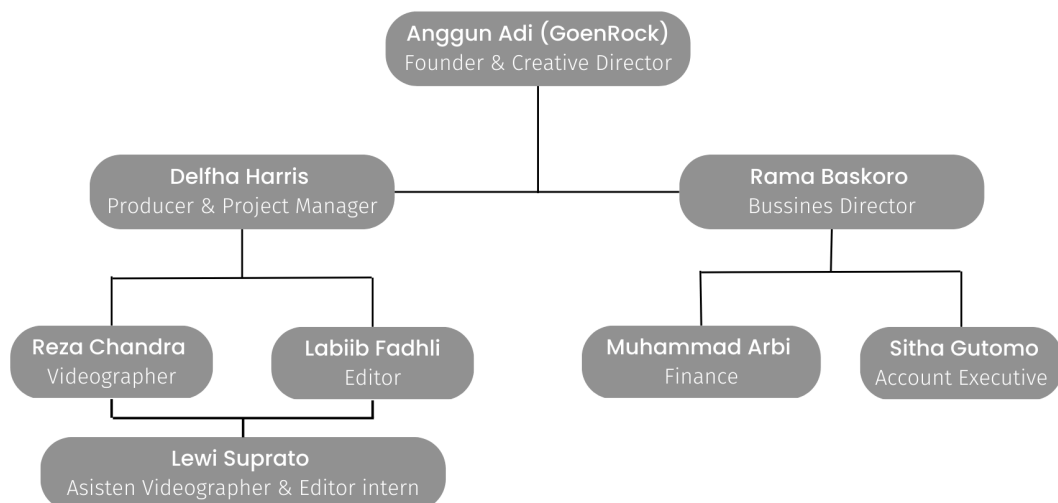 Anggun Adi (GoenRock)
Founder & Creative Director
Delfha Harris
Producer & Project Manager
Rama Baskoro
Bussines Director
Reza Chandra
Videographer
Labiib Fadhli
Editor
Muhammad Arbi
Finance
Sitha Gutomo
Account Executive
Lewi Suprato
Asisten Videographer & Editor intern